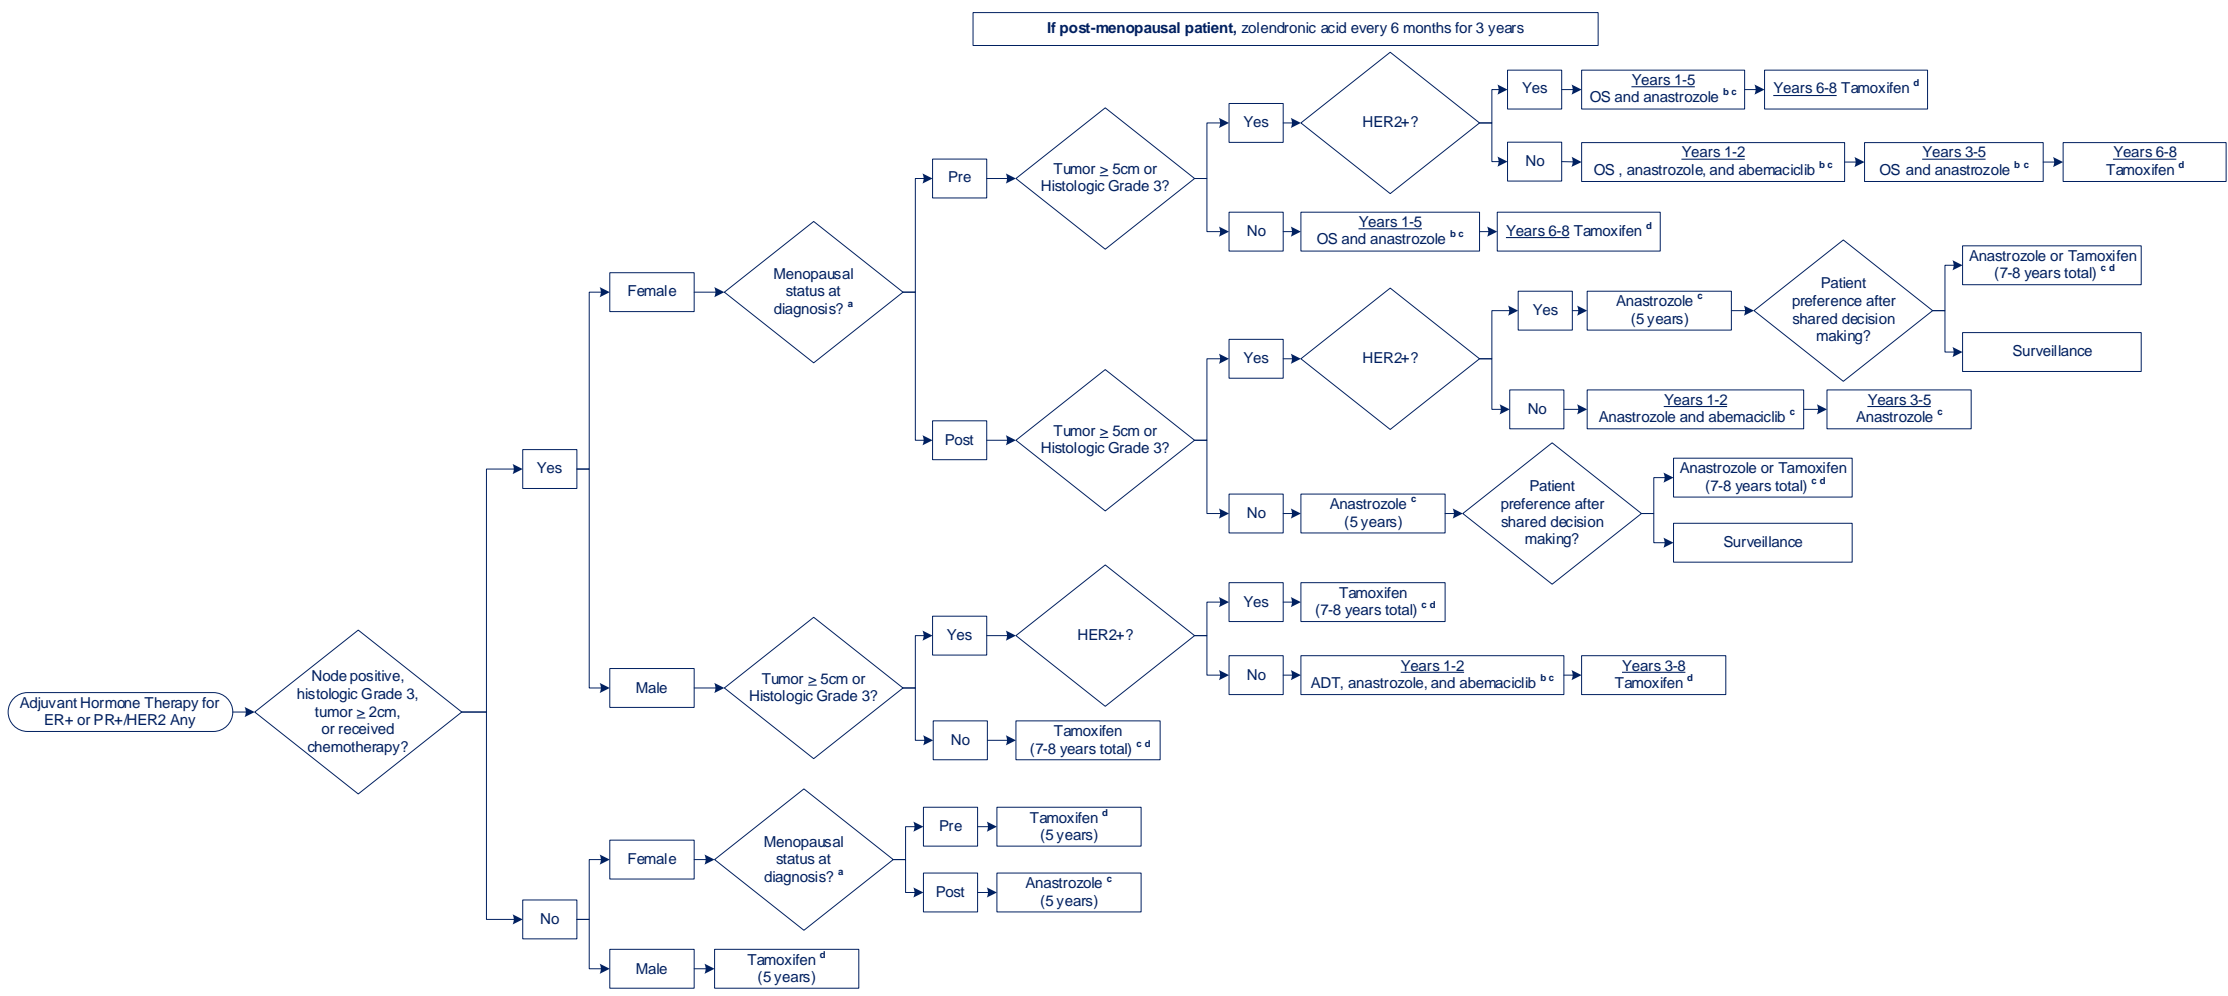 If post-menopausal patient, zolendronic acid every 6 months for 3 years
Adjuvant Hormone Therapy for
ER+ or PR+/HER2 Any
Node positive,
histologic Grade 3,
tumor ≥ 2cm,
or received
chemotherapy?
Yes
Female
Menopausal
status at
diagnosis? a
Pre
Tumor ≥ 5cm or
Histologic Grade 3?
Yes
HER2+?
Yes
Years 1-5
OS and anastrozole b c
Years 6-8 Tamoxifen d
No
Years 1-2
OS , anastrozole, and abemaciclib b c
Years 3-5
OS and anastrozole b c
Years 6-8
Tamoxifen d
No
Years 1-5
OS and anastrozole b c
Years 6-8 Tamoxifen d
Post
Tumor ≥ 5cm or
Histologic Grade 3?
Yes
HER2+?
Yes
Anastrozole c
(5 years)
Patient
preference after
shared decision
making?
Anastrozole or Tamoxifen
(7-8 years total) c d
Surveillance
No
Years 1-2
Anastrozole and abemaciclib c
Years 3-5
Anastrozole c
No
Anastrozole c
(5 years)
Patient
preference after
shared decision
making?
Anastrozole or Tamoxifen
(7-8 years total) c d
Surveillance
Male
Tumor ≥ 5cm or
Histologic Grade 3?
Yes
HER2+?
Yes
Tamoxifen
(7-8 years total) c d
No
Years 1-2
ADT, anastrozole, and abemaciclib b c
Years 3-8
Tamoxifen d
No
Tamoxifen
(7-8 years total) c d
No
Female
Menopausal
status at
diagnosis? a
Pre
Tamoxifen d
(5 years)
Post
Anastrozole c
(5 years)
Male
Tamoxifen d
(5 years)